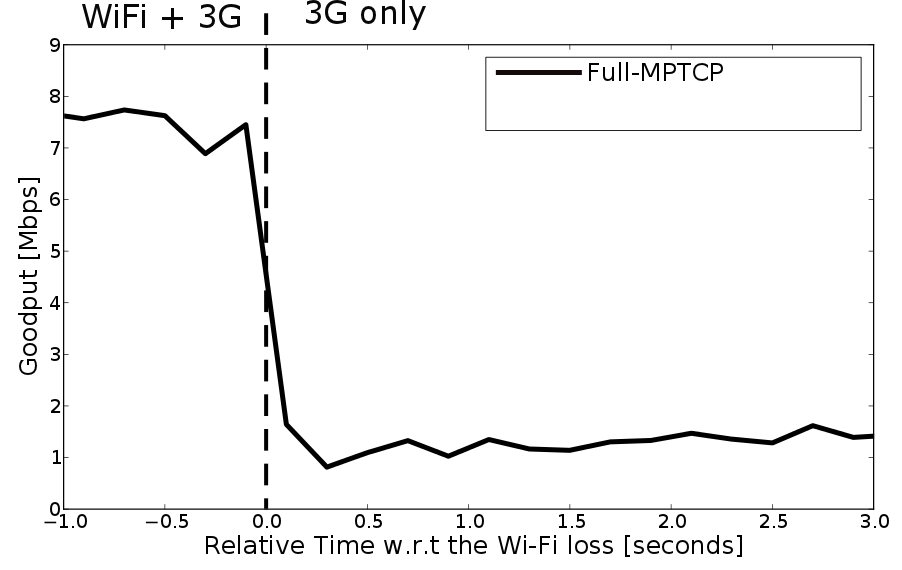 WiFi + 3G
3G only
Full-MPTCP
9
8
7
6
5
4
3
2
1
0
Goodput [Mbps]
−1.0 −0.5 0.0 0.5 1.0 1.5 2.0 2.5 3.0
Relative Time w.r.t the Wi-Fi loss [seconds]